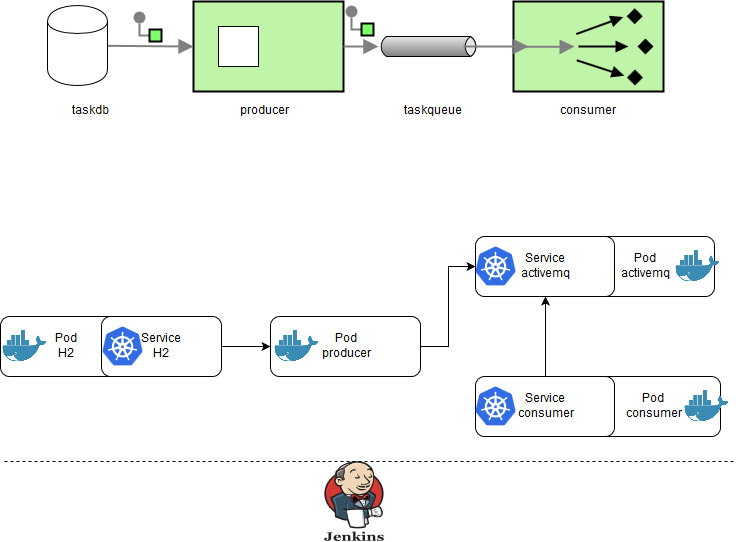 taskdb
producer
taskqueue
consumer
Service
activemq
Pod
activemq
Pod
H2
Service
H2
Pod
producer
Service
consumer
Pod
consumer
Jenkins